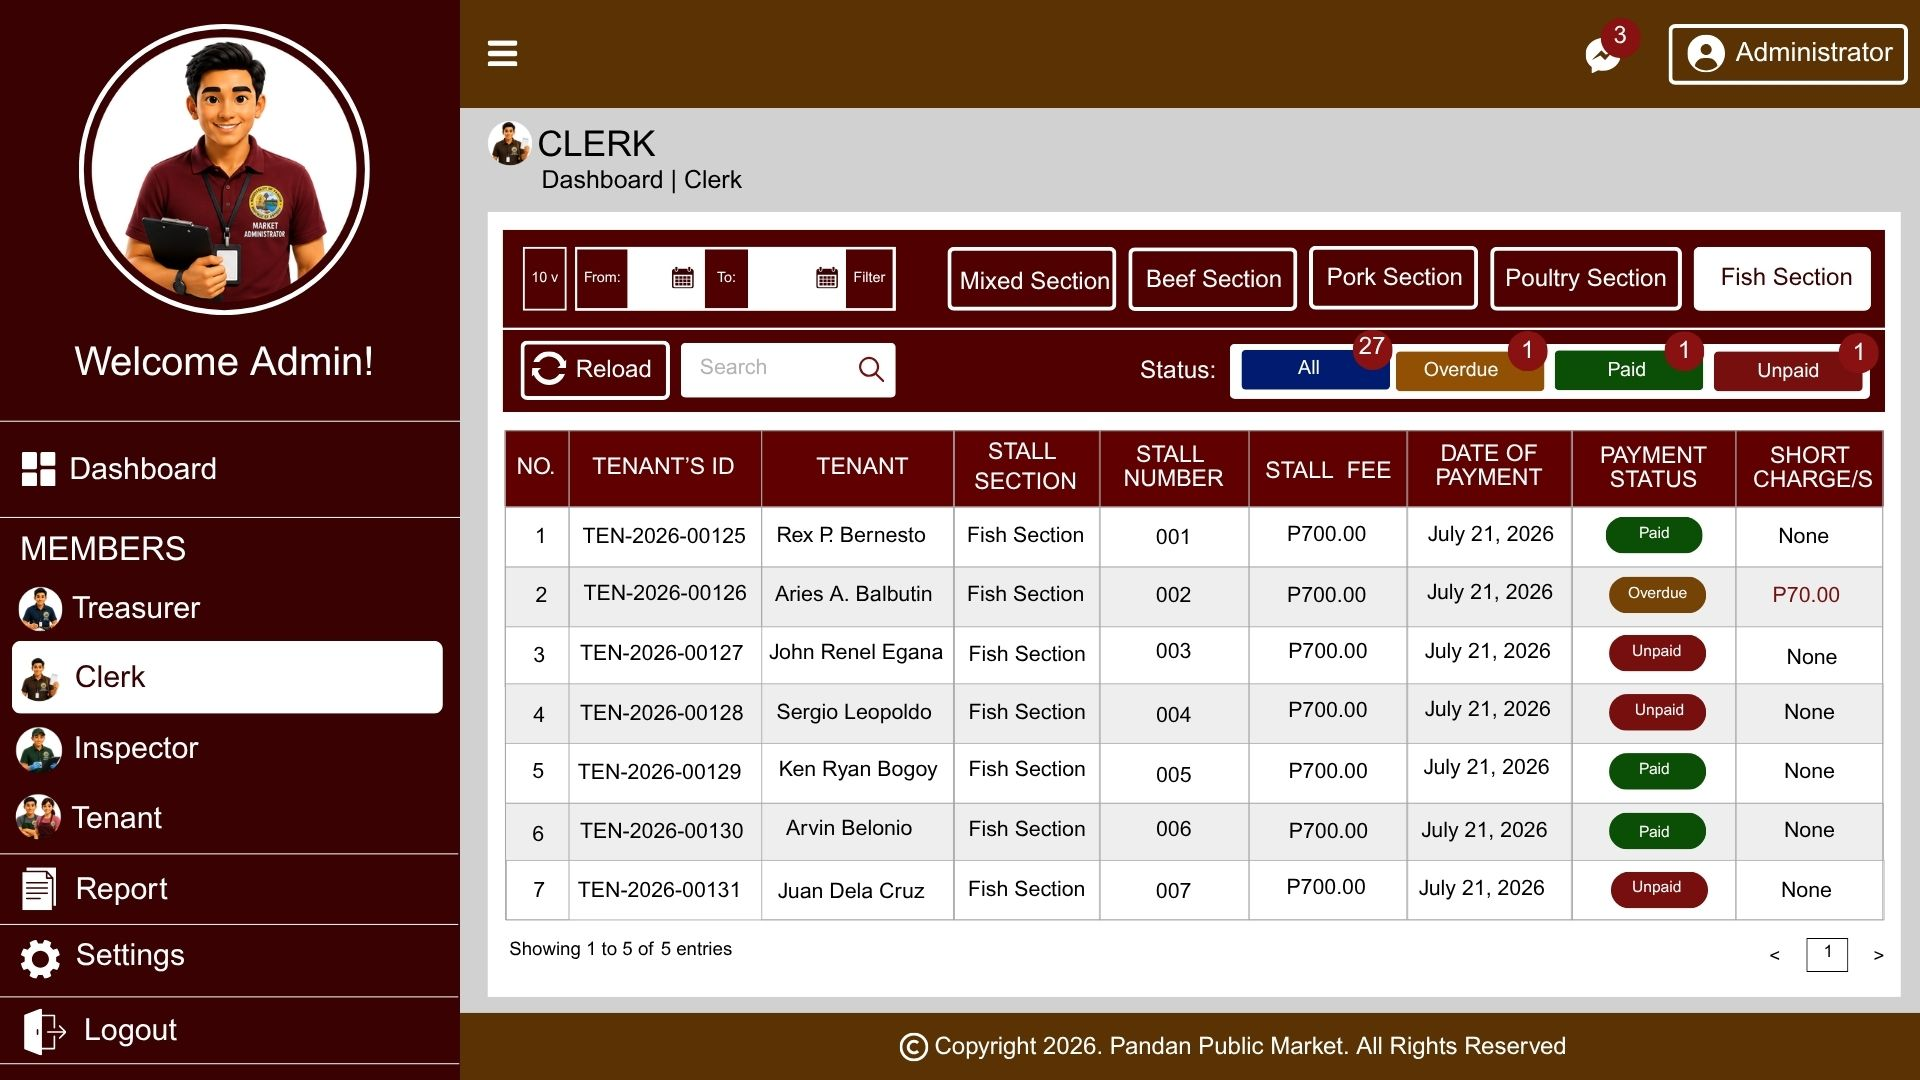 MARKET
ADMINISTRATOR
Welcome Admin!
Dashboard
MEMBERS
Treasurer
Clerk
Inspector
Tenant
Report
Settings
Logout
3
Administrator
CLERK
Dashboard | Clerk
10 v From: To: Filter
Mixed Section Beef Section Pork Section Poultry Section Fish Section
Reload Search
Status: All 27 Overdue 1 Paid 1 Unpaid 1
NO. TENANT'S ID TENANT STALL SECTION STALL NUMBER STALL FEE DATE OF PAYMENT PAYMENT STATUS SHORT CHARGE/S
1 TEN-2026-00125 Rex P. Bernesto Fish Section 001 P700.00 July 21, 2026 Paid None
2 TEN-2026-00126 Aries A. Balbutin Fish Section 002 P700.00 July 21, 2026 Overdue P70.00
3 TEN-2026-00127 John Renel Egana Fish Section 003 P700.00 July 21, 2026 Unpaid None
4 TEN-2026-00128 Sergio Leopoldo Fish Section 004 P700.00 July 21, 2026 Unpaid None
5 TEN-2026-00129 Ken Ryan Bogoy Fish Section 005 P700.00 July 21, 2026 Paid None
6 TEN-2026-00130 Arvin Belonio Fish Section 006 P700.00 July 21, 2026 Paid None
7 TEN-2026-00131 Juan Dela Cruz Fish Section 007 P700.00 July 21, 2026 Unpaid None
Showing 1 to 5 of 5 entries
< 1 >
© Copyright 2026. Pandan Public Market. All Rights Reserved